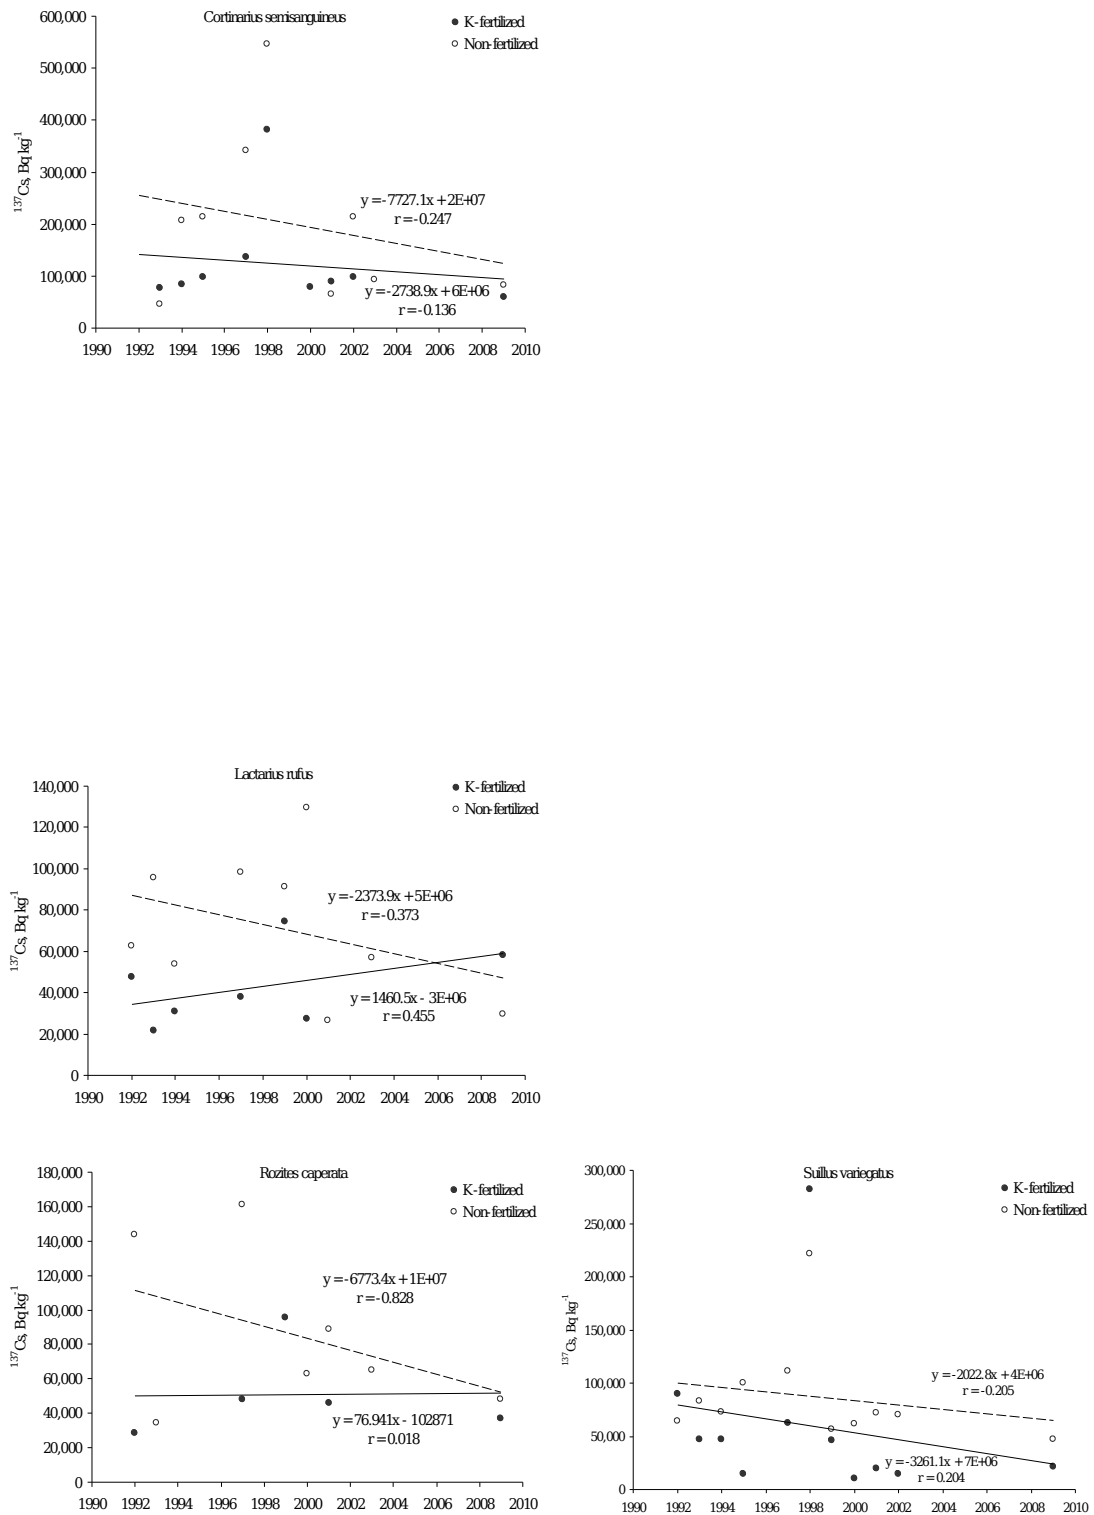 Cortinarius semisanguineus
K-fertilized
Non-fertilized
600,000
500,000
400,000
300,000
200,000
100,000
0
137Cs, Bq kg-1
y = -7727.1x + 2E+07
r = -0.247
y = -2738.9x + 6E+06
r = -0.136
1990 1992 1994 1996 1998 2000 2002 2004 2006 2008 2010
Lactarius rufus
K-fertilized
Non-fertilized
140,000
120,000
100,000
80,000
60,000
40,000
20,000
0
137Cs, Bq kg-1
y = -2373.9x + 5E+06
r = -0.373
y = 1460.5x - 3E+06
r = 0.455
1990 1992 1994 1996 1998 2000 2002 2004 2006 2008 2010
Rozites caperata
K-fertilized
Non-fertilized
180,000
160,000
140,000
120,000
100,000
80,000
60,000
40,000
20,000
0
137Cs, Bq kg-1
y = -6773.4x + 1E+07
r = -0.828
y = 76.941x - 102871
r = 0.018
1990 1992 1994 1996 1998 2000 2002 2004 2006 2008 2010
Suillus variegatus
K-fertilized
Non-fertilized
300,000
250,000
200,000
150,000
100,000
50,000
0
137Cs, Bq kg-1
y = -2022.8x + 4E+06
r = -0.205
y = -3261.1x + 7E+06
r = 0.204
1990 1992 1994 1996 1998 2000 2002 2004 2006 2008 2010